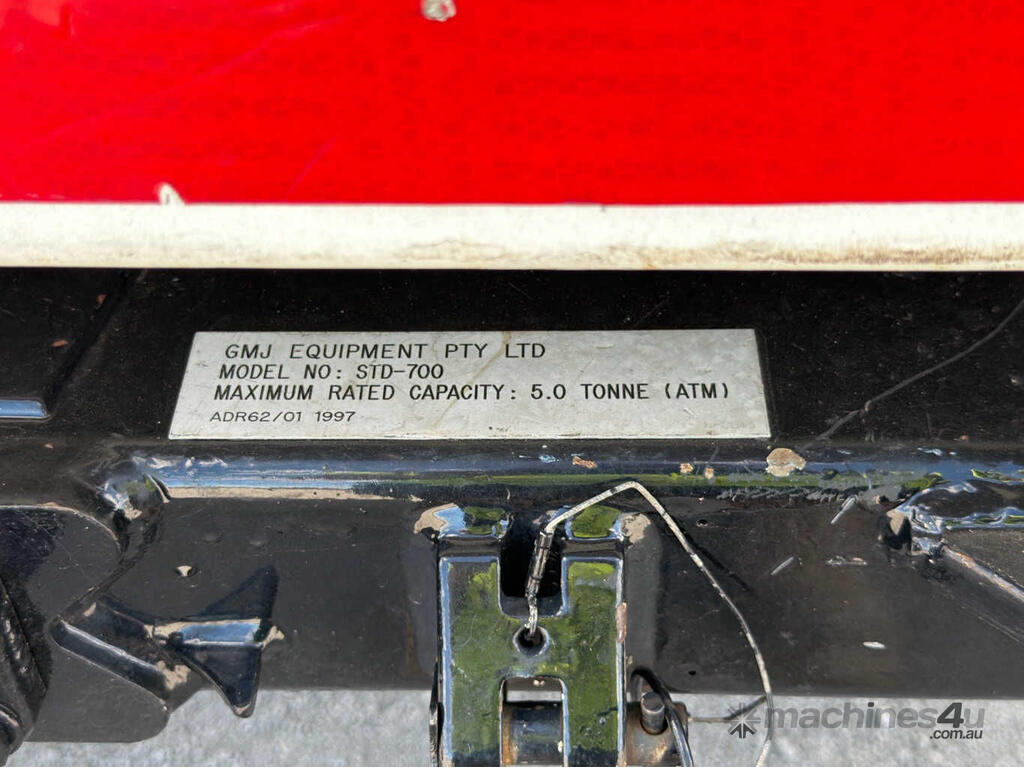 GMJ EQUIPMENT PTY LTD
MODEL NO: STD-700
MAXIMUM RATED CAPACITY: 5.0 TONNE (ATM)
ADR62/01 1997
machines4u
.com.au